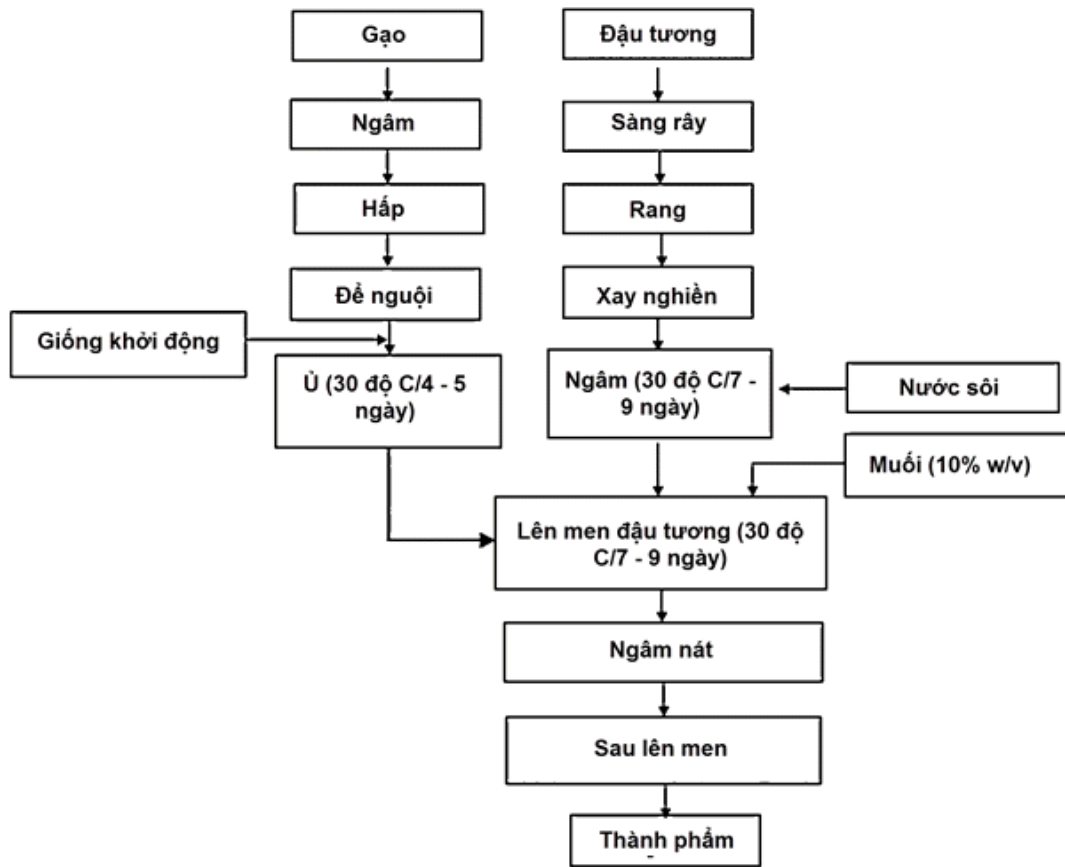 Gạo
Đậu tương
Ngâm
Sàng rây
Hấp
Rang
Để nguội
Xay nghiền
Giống khởi động
Ủ (30 độ C/4 - 5
ngày)
Ngâm (30 độ C/7 -
9 ngày)
Nước sôi
Muối (10% w/v)
Lên men đậu tương (30 độ
C/7 - 9 ngày)
Ngâm nát
Sau lên men
Thành phẩm